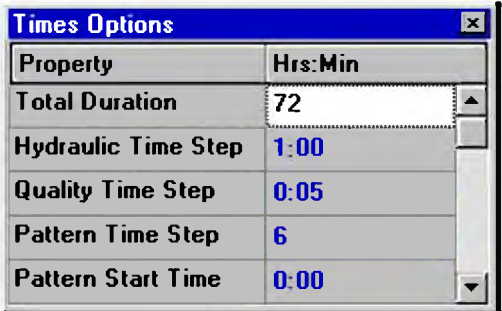 Times Options
Property Hrs:Min
Total Duration 72
Hydraulic Time Step 1:00
Quality Time Step 0:05
Pattern Time Step 6
Pattern Start Time 0:00